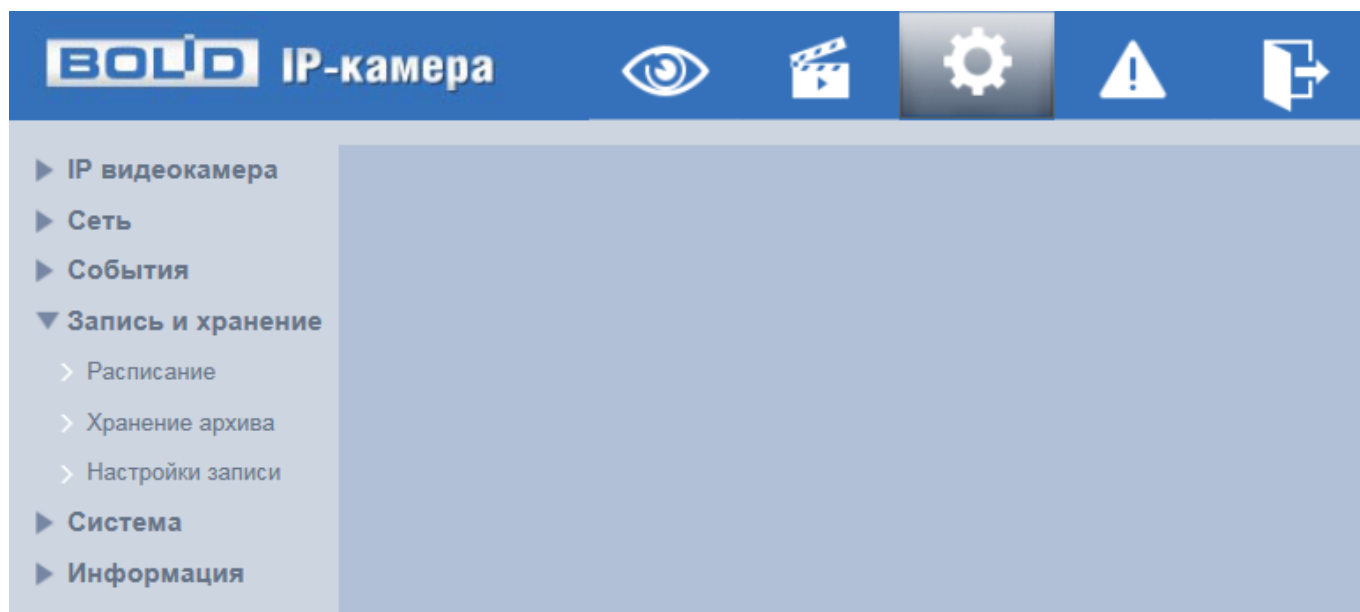 BOLID IP-камера
IP видеокамера
Сеть
События
Запись и хранение
Расписание
Хранение архива
Настройки записи
Система
Информация